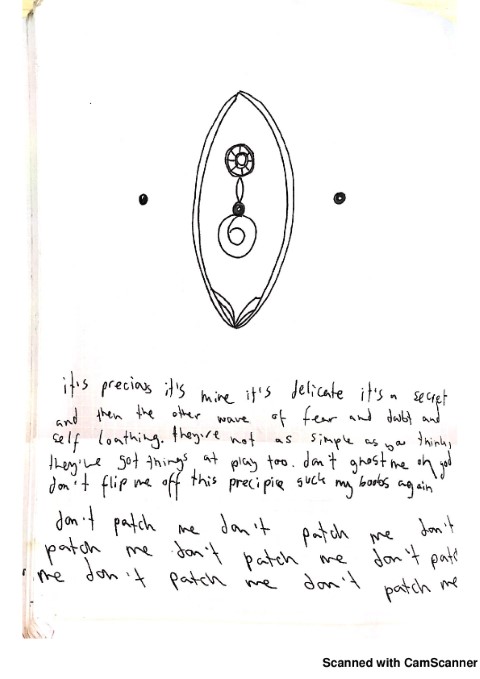 it's precious it's mine it's delicate it's a secret
and then the other wave of fear and doubt and
self loathing. they're not as simple as you think,
they've got things at play too. don't ghost me oh god
don't flip me off this precipice suck my boobs again
don't patch me don't patch me don't
patch me don't patch me don't patc
me don't patch me don't patch me
Scanned with CamScanner